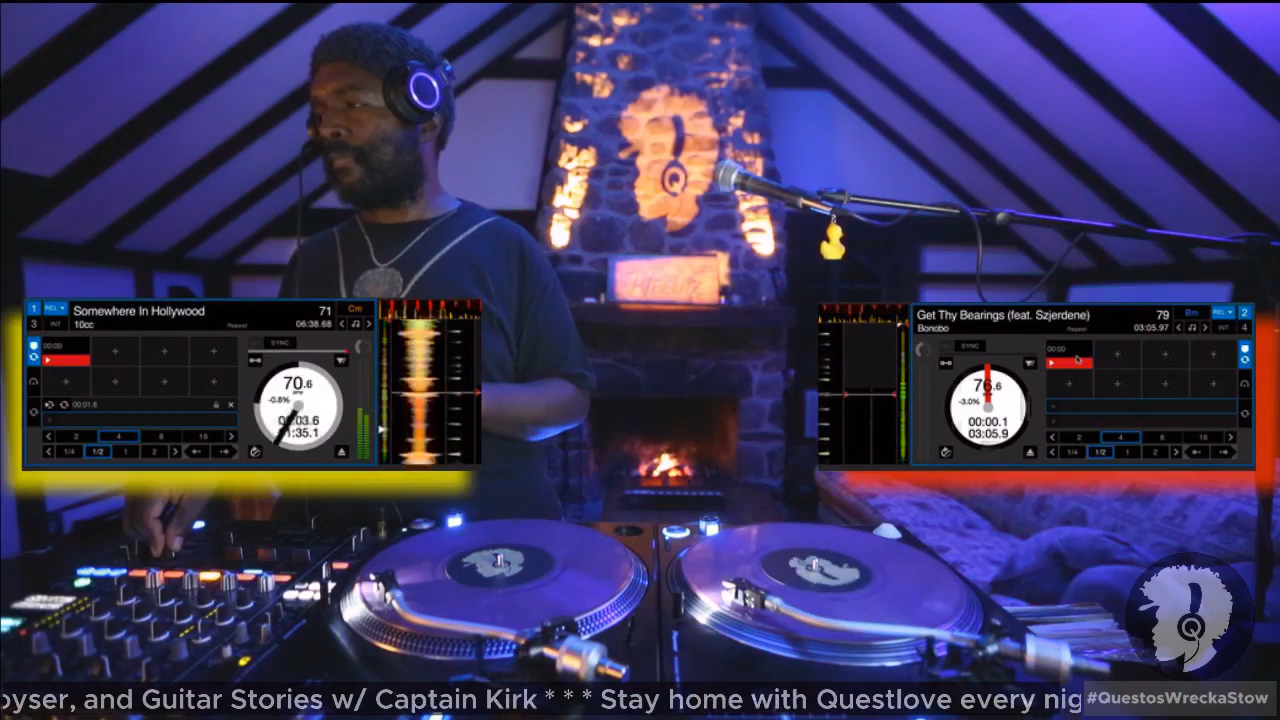 1 REL Somewhere In Hollywood 71 Cm
3 INT 10cc Repeat 06:38.68
SYNC
00:00
70.6
BPM
-0.8%
00:03.6
00:01.6
2 4 8 16
1/4 1/2 1 2
Get Thy Bearings (feat. Szjerdene) 79 Bm REL 2
Bonobo Repeat 03:05.97 INT 4
SYNC
00:00
-3.0%
00:00.1
03:05.9
2 4 8 16
1/4 1/2 1 2
Q
Q
oyser, and Guitar Stories w/ Captain Kirk * * * Stay home with Questlove every nig
#QuestosWreckaStow